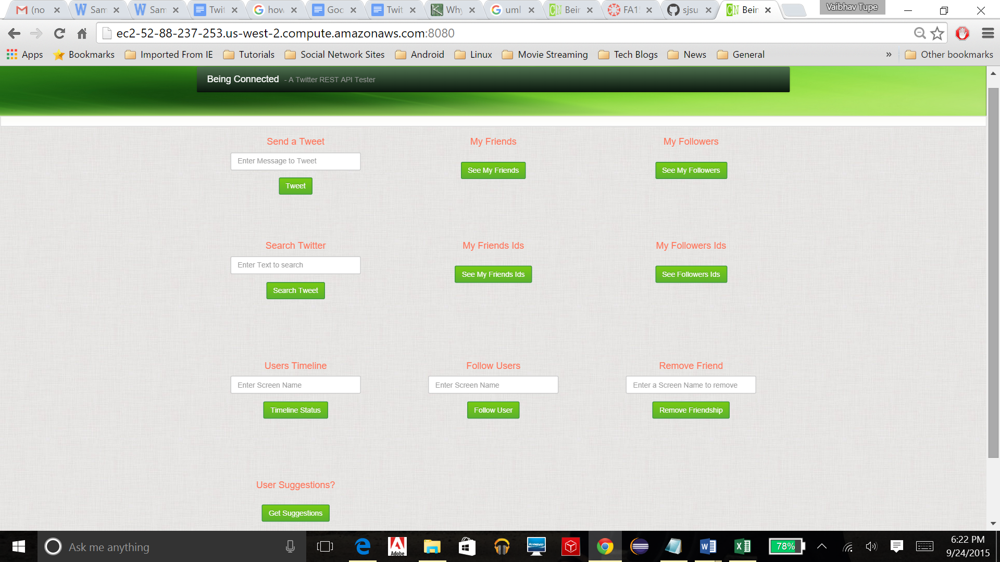 (no
Sam
Sam
Twit
how
Goo
Twit
Why
uml
Bein
FA1
sjsu
Bein
Vaibhav Tupe
ec2-52-88-237-253.us-west-2.compute.amazonaws.com:8080
Apps Bookmarks Imported From IE Tutorials Social Network Sites Android Linux Movie Streaming Tech Blogs News General » Other bookmarks
Being Connected - A Twitter REST API Tester
Send a Tweet My Friends My Followers
Enter Message to Tweet
See My Friends See My Followers
Tweet
Search Twitter My Friends Ids My Followers Ids
Enter Text to search
See My Friends Ids See Followers Ids
Search Tweet
Users Timeline Follow Users Remove Friend
Enter Screen Name Enter Screen Name Enter a Screen Name to remove
Timeline Status Follow User Remove Friendship
User Suggestions?
Get Suggestions
Ask me anything
Adobe
lenovo
78%
6:22 PM
9/24/2015